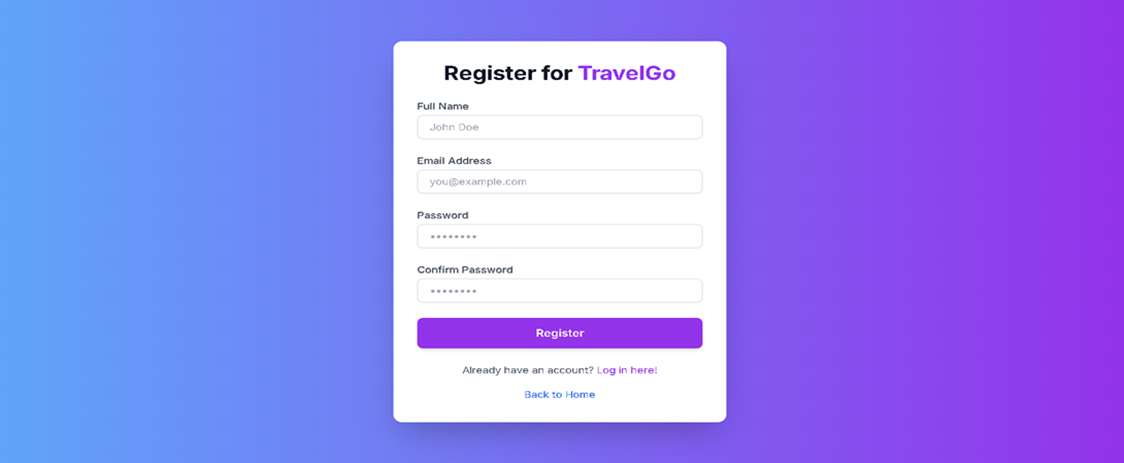 Register for TravelGo
Full Name
John Doe
Email Address
you@example.com
Password
••••••••
Confirm Password
••••••••
Register
Already have an account? Log in here!
Back to Home